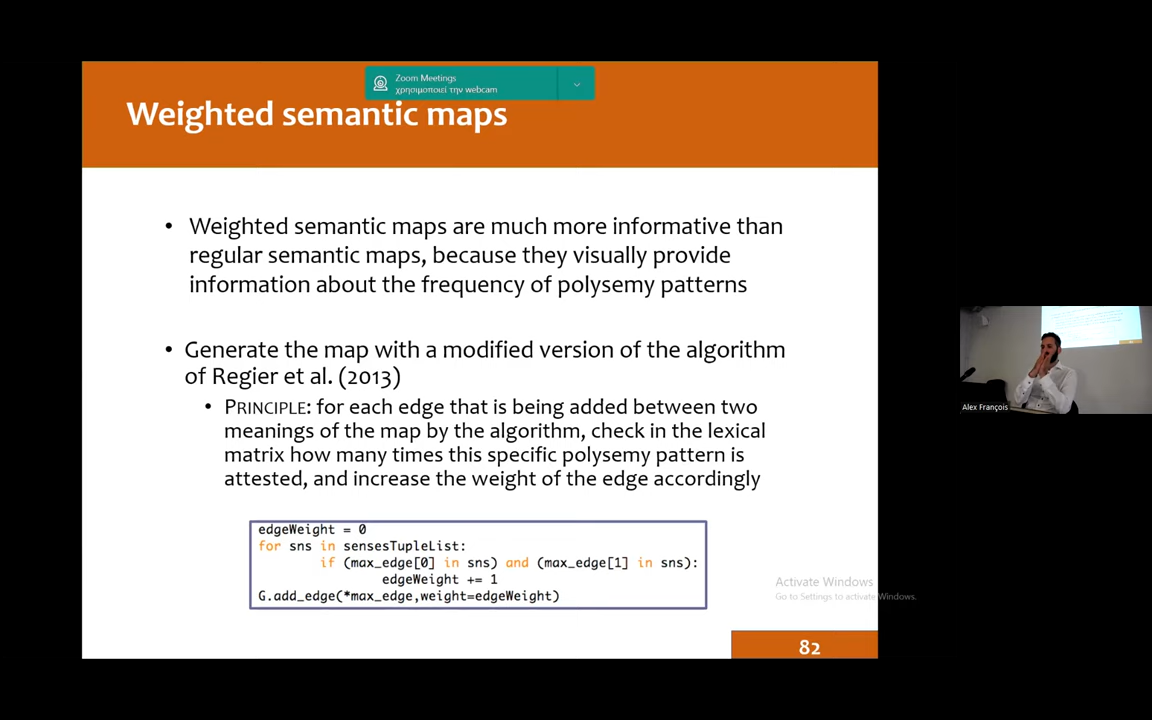 Zoom Meetings
χρησιμοποιεί την webcam
Weighted semantic maps
• Weighted semantic maps are much more informative than
regular semantic maps, because they visually provide
information about the frequency of polysemy patterns
• Generate the map with a modified version of the algorithm
of Regier et al. (2013)
• PRINCIPLE: for each edge that is being added between two
meanings of the map by the algorithm, check in the lexical
matrix how many times this specific polysemy pattern is
attested, and increase the weight of the edge accordingly
edgeWeight = 0
for sns in sensesTupleList:
if (max_edge[0] in sns) and (max_edge[1] in sns):
edgeWeight += 1
G.add_edge(*max_edge,weight=edgeWeight)
Activate Windows
Go to Settings to activate Windows.
82
Alex François